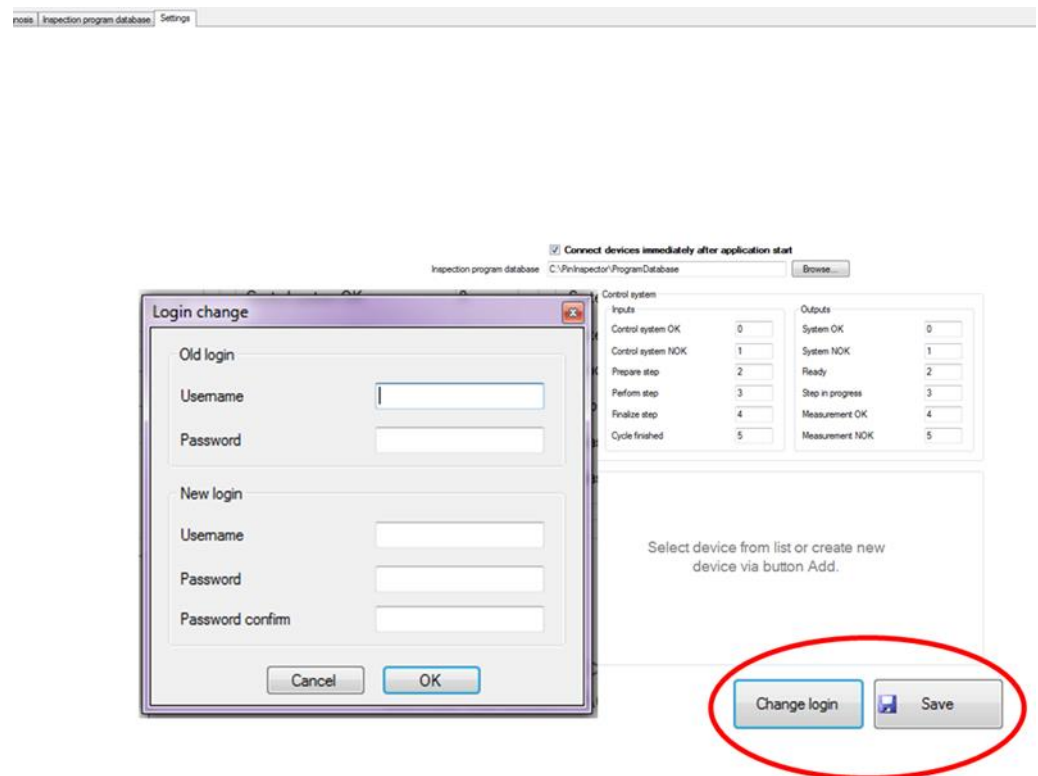 nosis Inspection program database Settings
Connect devices immediately after application start
Inspection program database C:\PinInspector\ProgramDatabase Browse...
Login change
Old login
Username
Password
New login
Username
Password
Password confirm
Cancel OK
Control system
Inputs
Control system OK 0
Control system NOK 1
Prepare step 2
Perform step 3
Finalize step 4
Cycle finished 5
Outputs
System OK 0
System NOK 1
Ready 2
Step in progress 3
Measurement OK 4
Measurement NOK 5
Select device from list or create new
device via button Add.
Change login Save